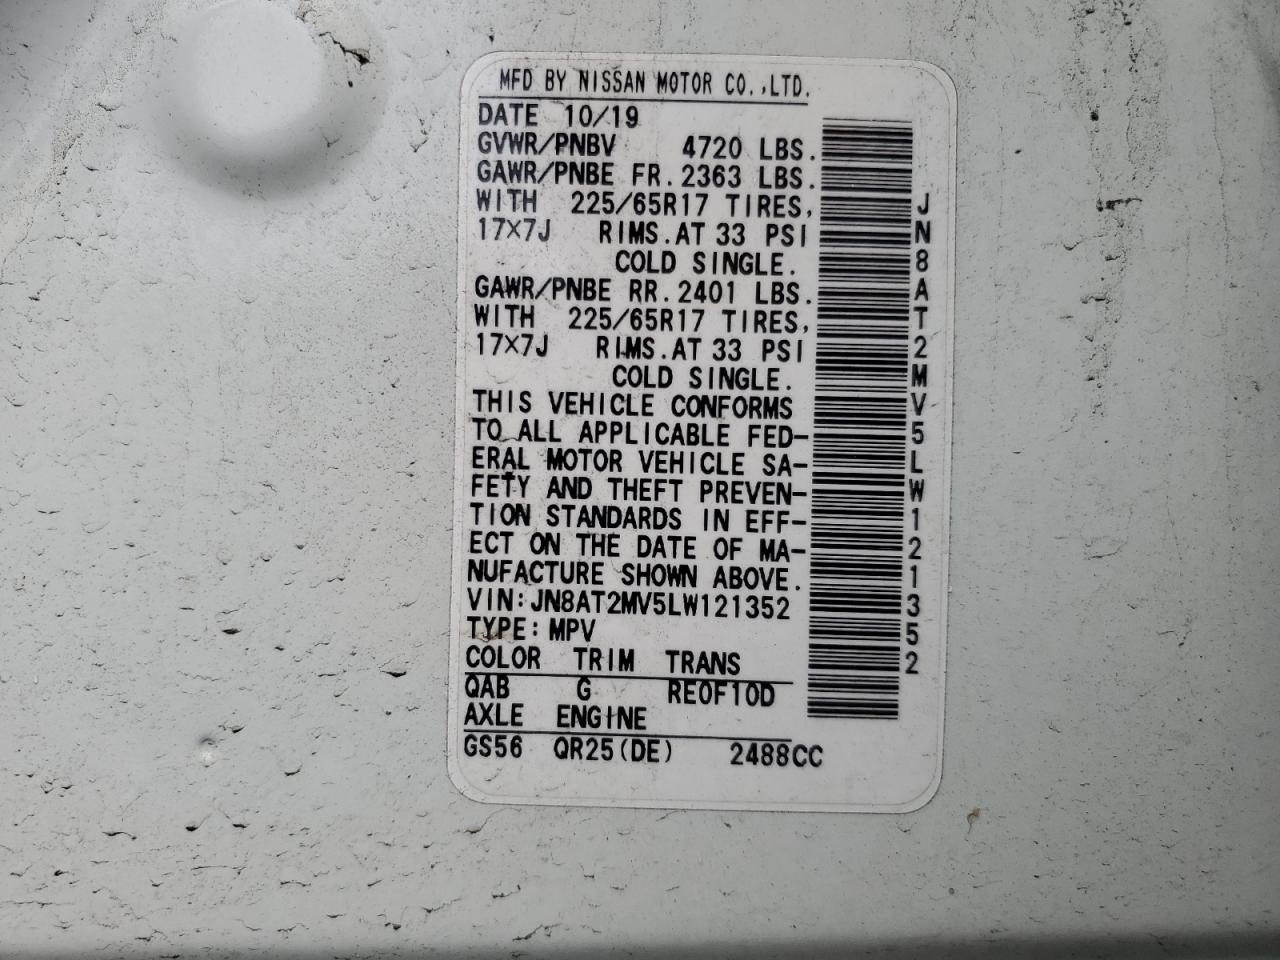 MFD BY NISSAN MOTOR CO.,LTD.
DATE 10/19
GVWR/PNBV 4720 LBS.
GAWR/PNBE FR.2363 LBS.
WITH 225/65R17 TIRES,
17×7J RIMS.AT 33 PSI
COLD SINGLE.
GAWR/PNBE RR.2401 LBS.
WITH 225/65R17 TIRES,
17×7J RIMS.AT 33 PSI
COLD SINGLE.
THIS VEHICLE CONFORMS
TO ALL APPLICABLE FED-
ERAL MOTOR VEHICLE SA-
FETY AND THEFT PREVEN-
TION STANDARDS IN EFF-
ECT ON THE DATE OF MA-
NUFACTURE SHOWN ABOVE.
VIN:JN8AT2MV5LW121352
TYPE:MPV
COLOR TRIM TRANS
QAB G RE0F10D
AXLE ENGINE
GS56 QR25(DE) 2488CC
JN8AT2MV5LW121352